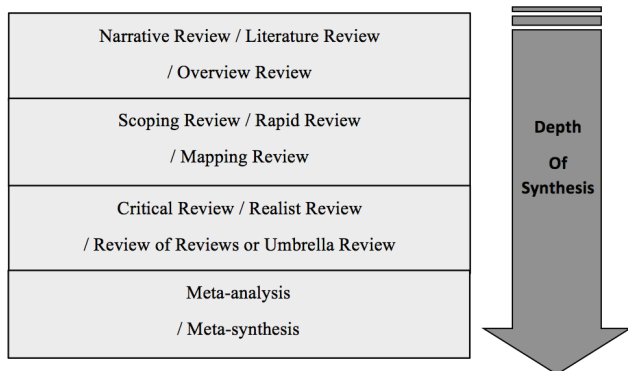 Narrative Review / Literature Review
/ Overview Review
Scoping Review / Rapid Review
/ Mapping Review
Critical Review / Realist Review
/ Review of Reviews or Umbrella Review
Meta-analysis
/ Meta-synthesis
Depth
Of
Synthesis